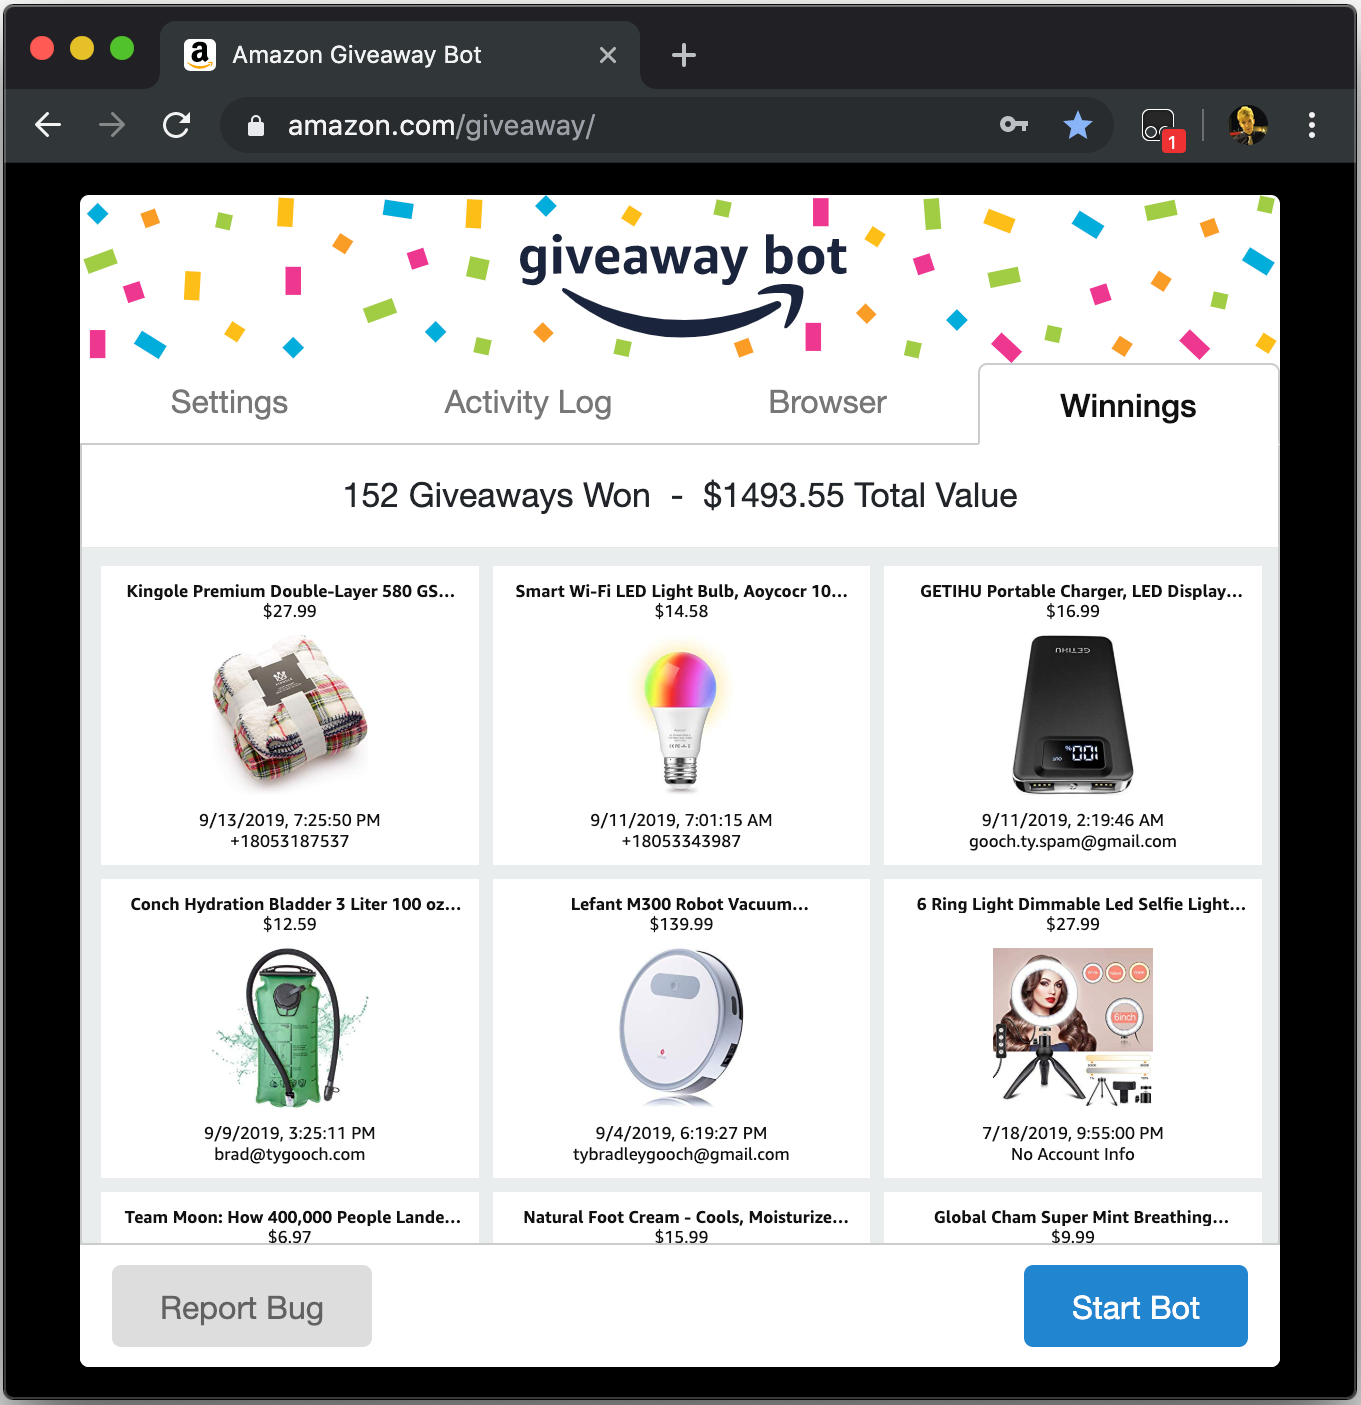 Amazon Giveaway Bot
amazon.com/giveaway/
1
giveaway bot
Settings
Activity Log
Browser
Winnings
152 Giveaways Won - $1493.55 Total Value
Kingole Premium Double-Layer 580 GS...
$27.99
9/13/2019, 7:25:50 PM
+18053187537
Smart Wi-Fi LED Light Bulb, Aoycocr 10...
$14.58
9/11/2019, 7:01:15 AM
+18053343987
GETIHU Portable Charger, LED Display...
$16.99
GETIHU
100%
OUT
9/11/2019, 2:19:46 AM
gooch.ty.spam@gmail.com
Conch Hydration Bladder 3 Liter 100 oz...
$12.59
9/9/2019, 3:25:11 PM
brad@tygooch.com
Lefant M300 Robot Vacuum...
$139.99
9/4/2019, 6:19:27 PM
tybradleygooch@gmail.com
6 Ring Light Dimmable Led Selfie Light...
$27.99
6inch
7/18/2019, 9:55:00 PM
No Account Info
Team Moon: How 400,000 People Lande...
$6.97
Natural Foot Cream - Cools, Moisturize...
$15.99
Global Cham Super Mint Breathing...
$9.99
Report Bug
Start Bot